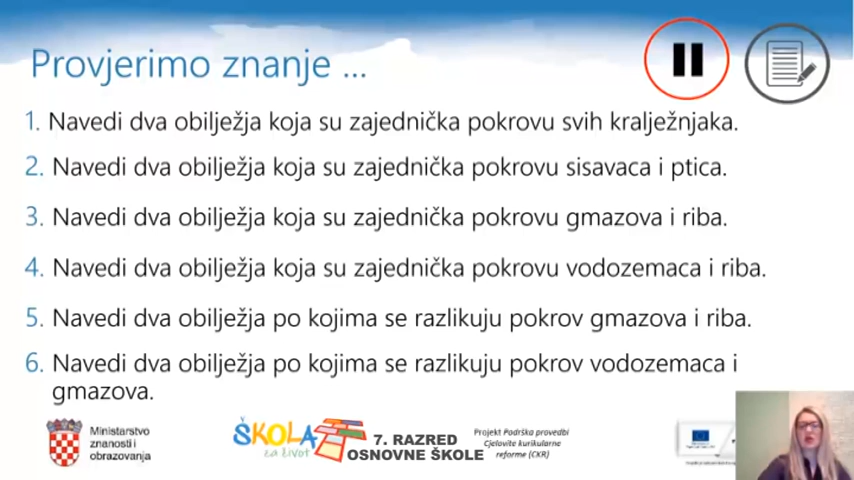 Provjerimo znanje ...
1. Navedi dva obilježja koja su zajednička pokrovu svih kralježnjaka.
2. Navedi dva obilježja koja su zajednička pokrovu sisavaca i ptica.
3. Navedi dva obilježja koja su zajednička pokrovu gmazova i riba.
4. Navedi dva obilježja koja su zajednička pokrovu vodozemaca i riba.
5. Navedi dva obilježja po kojima se razlikuju pokrov gmazova i riba.
6. Navedi dva obilježja po kojima se razlikuju pokrov vodozemaca i
gmazova.
Ministarstvo
znanosti i
obrazovanja
ŠKOLA
za život
7. RAZRED
OSNOVNE ŠKOLE
Projekt Podrška provedbi
Cjelovite kurikularne
reforme (CKR)